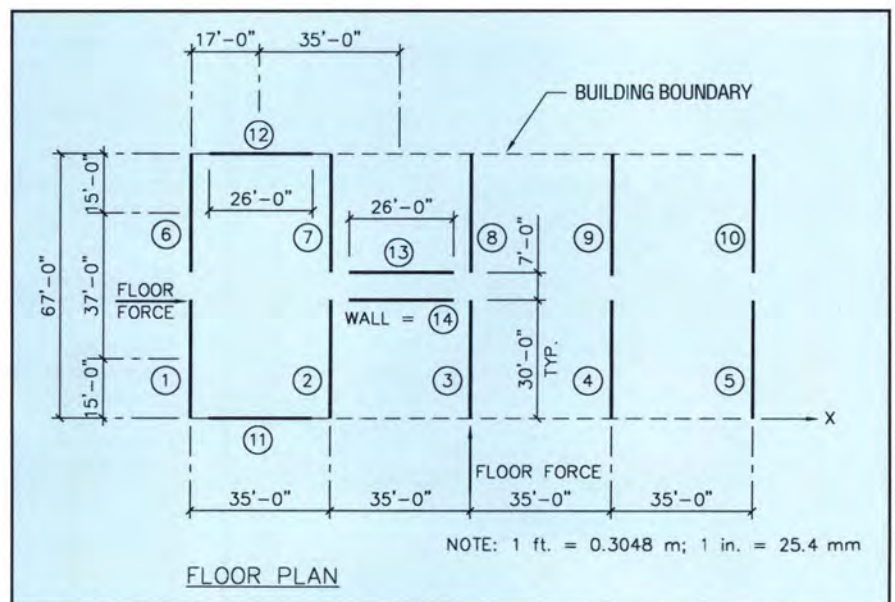 17'-0" 35'-0"
BUILDING BOUNDARY
12
15'-0"
26'-0"
26'-0"
6
7
13
8
9
10
7'-0"
67'-0"
37'-0"
FLOOR
FORCE
WALL = 14
30'-0"
TYP.
1
2
3
4
5
15'-0"
X
11
FLOOR FORCE
35'-0" 35'-0" 35'-0" 35'-0"
NOTE: 1 ft. = 0.3048 m; 1 in. = 25.4 mm
FLOOR PLAN